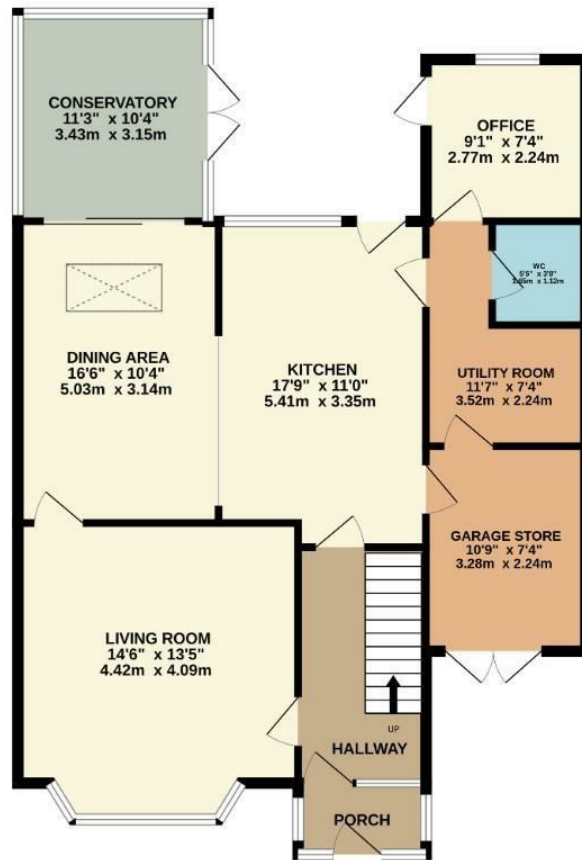 CONSERVATORY
11'3" x 10'4"
3.43m x 3.15m
OFFICE
9'1" x 7'4"
2.77m x 2.24m
WC
DINING AREA
16'6" x 10'4"
5.03m x 3.14m
KITCHEN
17'9" x 11'0"
5.41m x 3.35m
UTILITY ROOM
11'7" x 7'4"
3.52m x 2.24m
GARAGE STORE
10'9" x 7'4"
3.28m x 2.24m
LIVING ROOM
14'6" x 13'5"
4.42m x 4.09m
UP
HALLWAY
PORCH